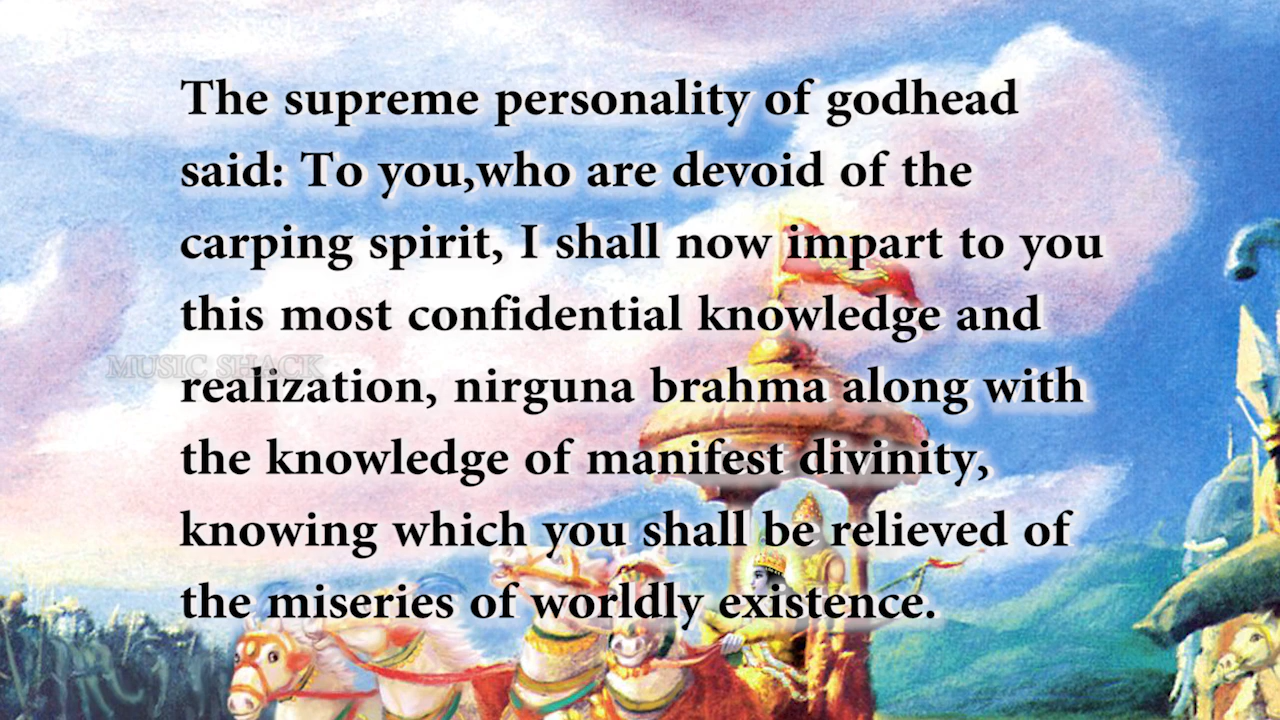 The supreme personality of godhead
said: To you,who are devoid of the
carping spirit, I shall now impart to you
this most confidential knowledge and
MUSIC SHACK
realization, nirguna brahma along with
the knowledge of manifest divinity,
knowing which you shall be relieved of
the miseries of worldly existence.